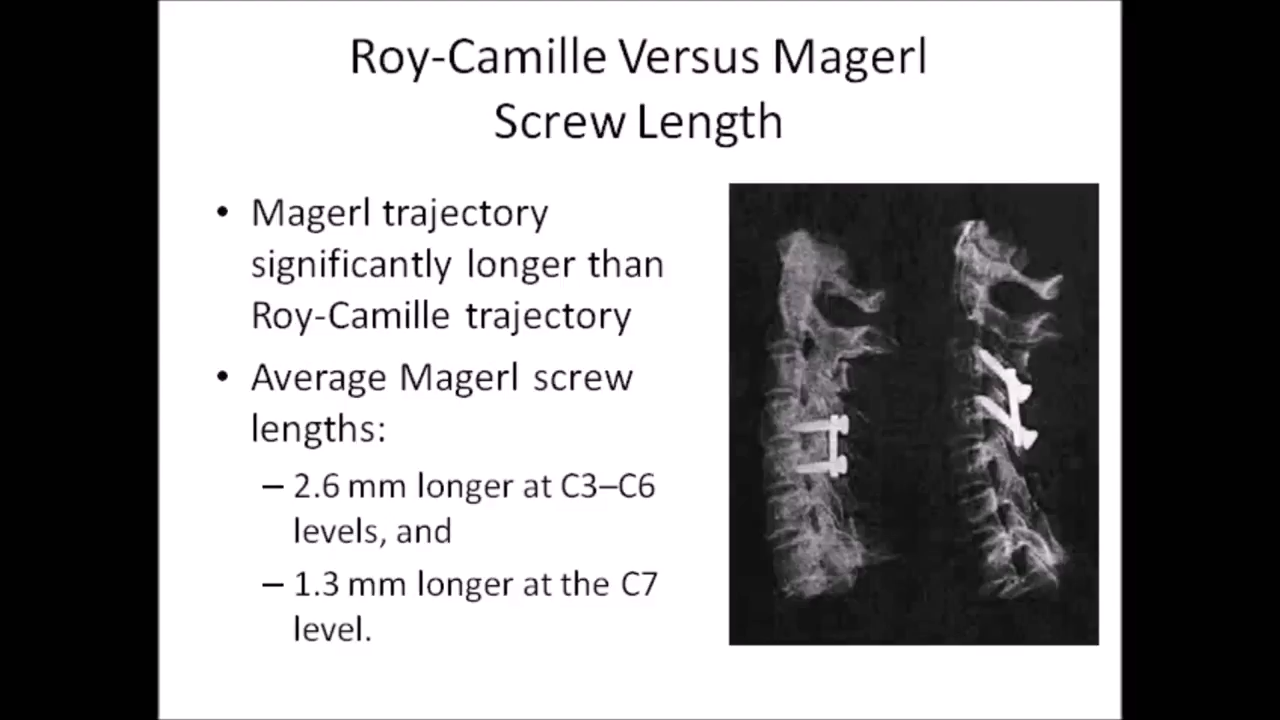 Roy-Camille Versus Magerl
Screw Length
• Magerl trajectory
significantly longer than
Roy-Camille trajectory
• Average Magerl screw
lengths:
– 2.6 mm longer at C3–C6
levels, and
– 1.3 mm longer at the C7
level.